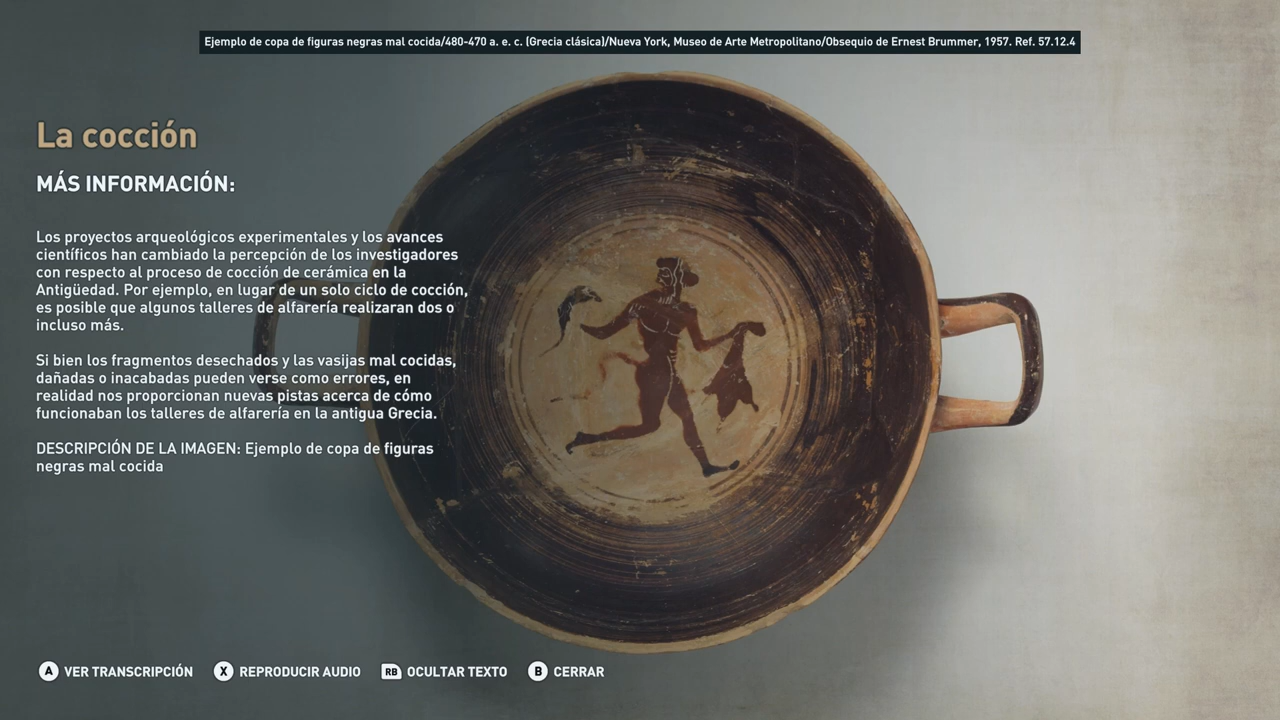 Ejemplo de copa de figuras negras mal cocida/480-470 a. e. c. (Grecia clásica)/Nueva York, Museo de Arte Metropolitano/Obsequio de Ernest Brummer, 1957. Ref. 57.12.4
La cocción
MÁS INFORMACIÓN:
Los proyectos arqueológicos experimentales y los avances
científicos han cambiado la percepción de los investigadores
con respecto al proceso de cocción de cerámica en la
Antigüedad. Por ejemplo, en lugar de un solo ciclo de cocción,
es posible que algunos talleres de alfarería realizaran dos o
incluso más.
Si bien los fragmentos desechados y las vasijas mal cocidas,
dañadas o inacabadas pueden verse como errores, en
realidad nos proporcionan nuevas pistas acerca de cómo
funcionaban los talleres de alfarería en la antigua Grecia.
DESCRIPCIÓN DE LA IMAGEN: Ejemplo de copa de figuras
negras mal cocida
A VER TRANSCRIPCIÓN X REPRODUCIR AUDIO RB OCULTAR TEXTO B CERRAR